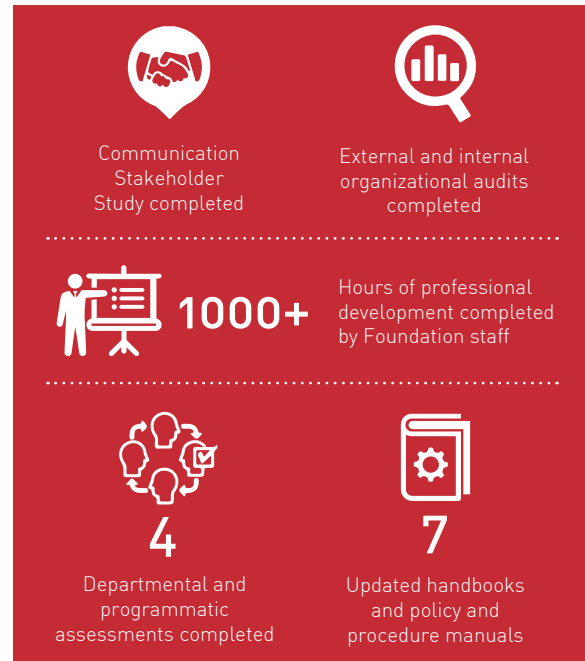 Communication
Stakeholder
Study completed
External and internal
organizational audits
completed
1000+
Hours of professional
development completed
by Foundation staff
4
Departmental and
programmatic
assessments completed
7
Updated handbooks
and policy and
procedure manuals